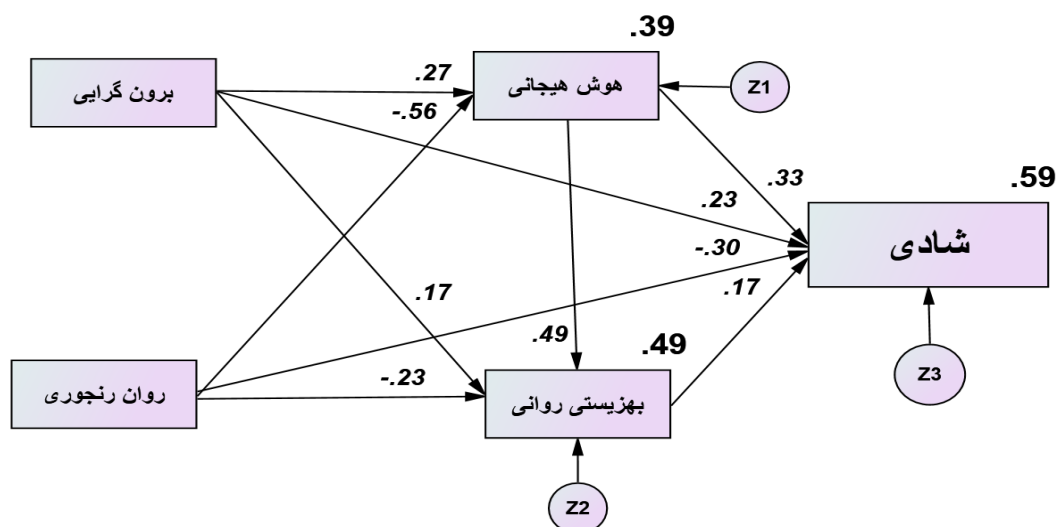 .39
برون گرایی
.27
هوش هیجانی
Z1
-.56
.33
.59
.23
شادی
-.30
.17
.17
.49
.49
روان رنجوری
-.23
بهزیستی روانی
Z3
Z2